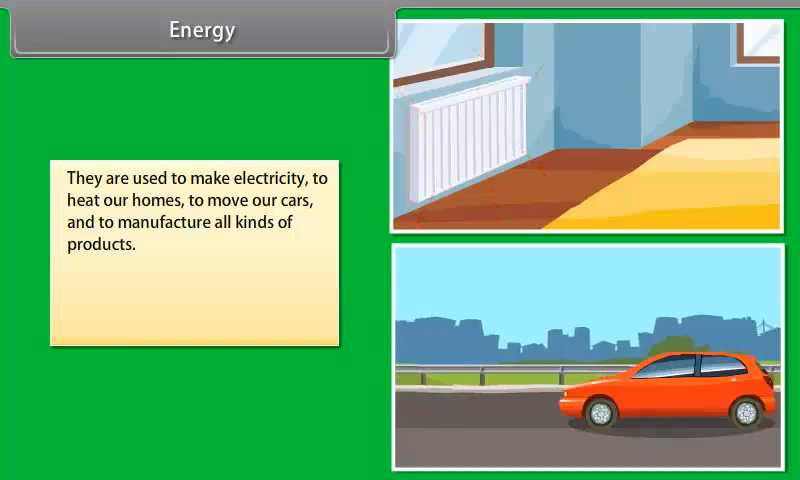 Energy
They are used to make electricity, to
heat our homes, to move our cars,
and to manufacture all kinds of
products.